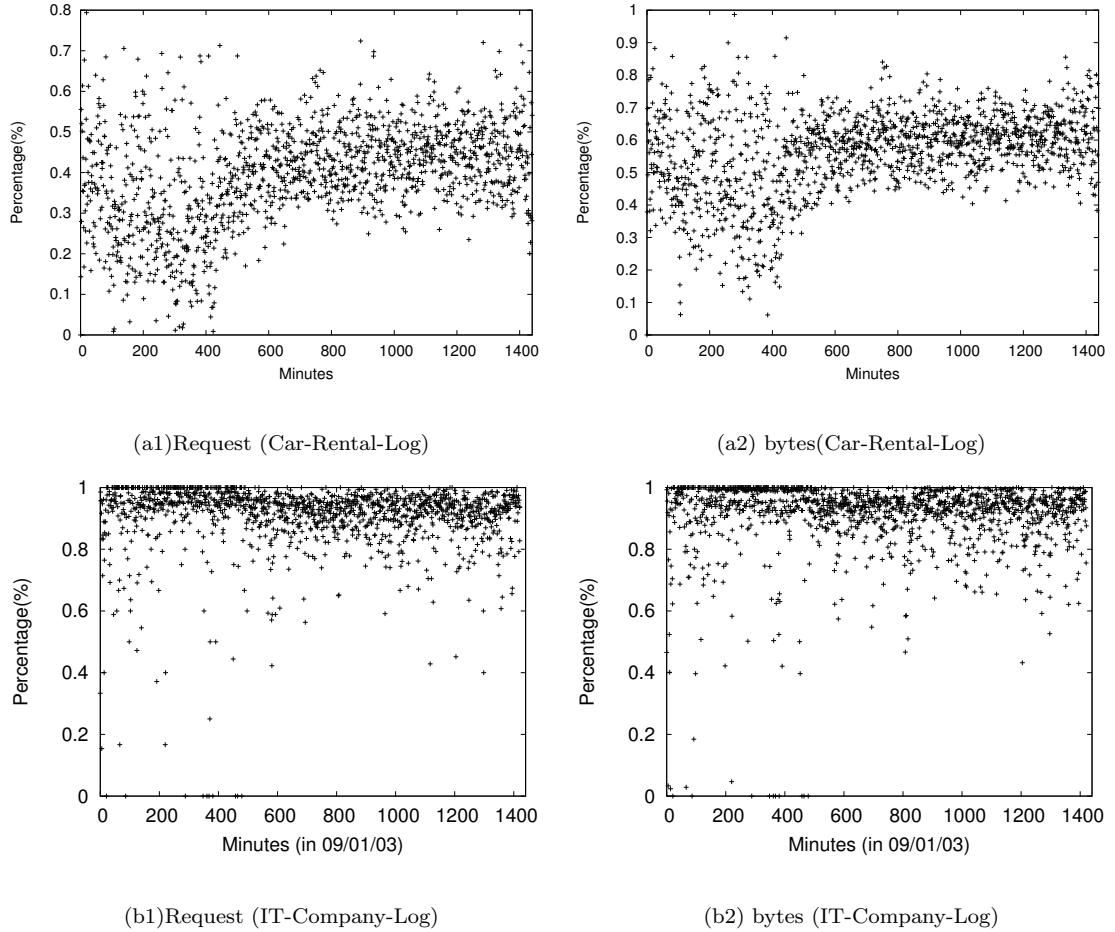 0.8
0.7
0.6
0.5
0.4
0.3
0.2
0.1
0
Percentage(%)
0 200 400 600 800 1000 1200 1400
Minutes
(a1)Request (Car-Rental-Log)
1
0.9
0.8
0.7
0.6
0.5
0.4
0.3
0.2
0.1
0
Percentage(%)
0 200 400 600 800 1000 1200 1400
Minutes
(a2) bytes(Car-Rental-Log)
1
0.8
0.6
0.4
0.2
0
Percentage(%)
0 200 400 600 800 1000 1200 1400
Minutes (in 09/01/03)
(b1)Request (IT-Company-Log)
1
0.8
0.6
0.4
0.2
0
Percentage(%)
0 200 400 600 800 1000 1200 1400
Minutes (in 09/01/03)
(b2) bytes (IT-Company-Log)